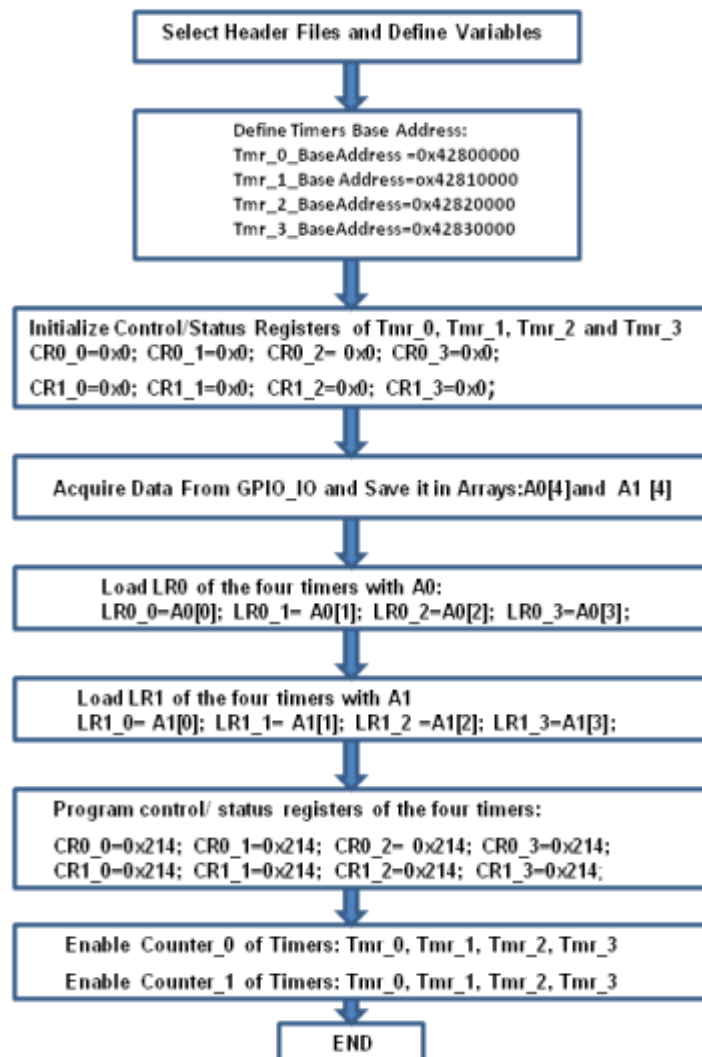 Select Header Files and Define Variables
Define Timers Base Address:
Tmr_0_BaseAddress =0x42800000
Tmr_1_Base Address=ox42810000
Tmr_2_BaseAddress=0x42820000
Tmr_3_BaseAddress=0x42830000
Initialize Control/Status Registers of Tmr_0, Tmr_1, Tmr_2 and Tmr_3
CR0_0=0x0; CR0_1=0x0; CR0_2= 0x0; CR0_3=0x0;
CR1_0=0x0; CR1_1=0x0; CR1_2=0x0; CR1_3=0x0;
Acquire Data From GPIO_IO and Save it in Arrays:A0[4]and A1 [4]
Load LR0 of the four timers with A0:
LR0_0=A0[0]; LR0_1= A0[1]; LR0_2=A0[2]; LR0_3=A0[3];
Load LR1 of the four timers with A1
LR1_0= A1[0]; LR1_1= A1[1]; LR1_2 =A1[2]; LR1_3=A1[3];
Program control/ status registers of the four timers:
CR0_0=0x214; CR0_1=0x214; CR0_2= 0x214; CR0_3=0x214;
CR1_0=0x214; CR1_1=0x214; CR1_2=0x214; CR1_3=0x214;
Enable Counter_0 of Timers: Tmr_0, Tmr_1, Tmr_2, Tmr_3
Enable Counter_1 of Timers: Tmr_0, Tmr_1, Tmr_2, Tmr_3
END